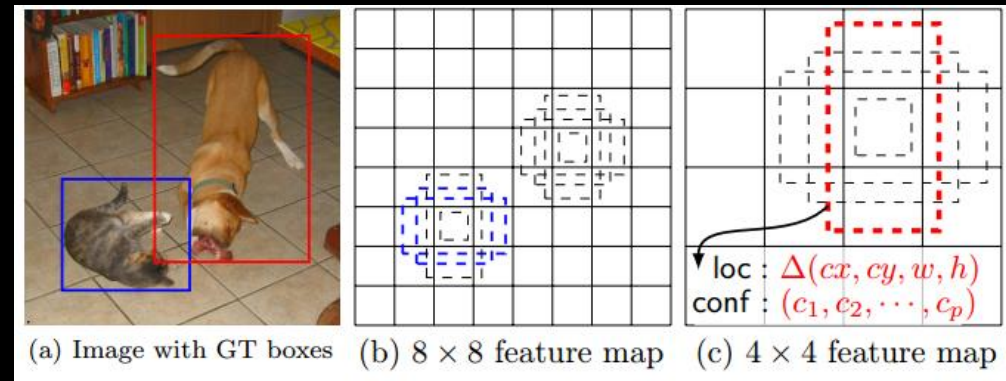 loc : Δ(cx, cy, w, h)
conf : (c₁, c₂, ⋯, cₚ)
(a) Image with GT boxes
(b) 8 × 8 feature map
(c) 4 × 4 feature map